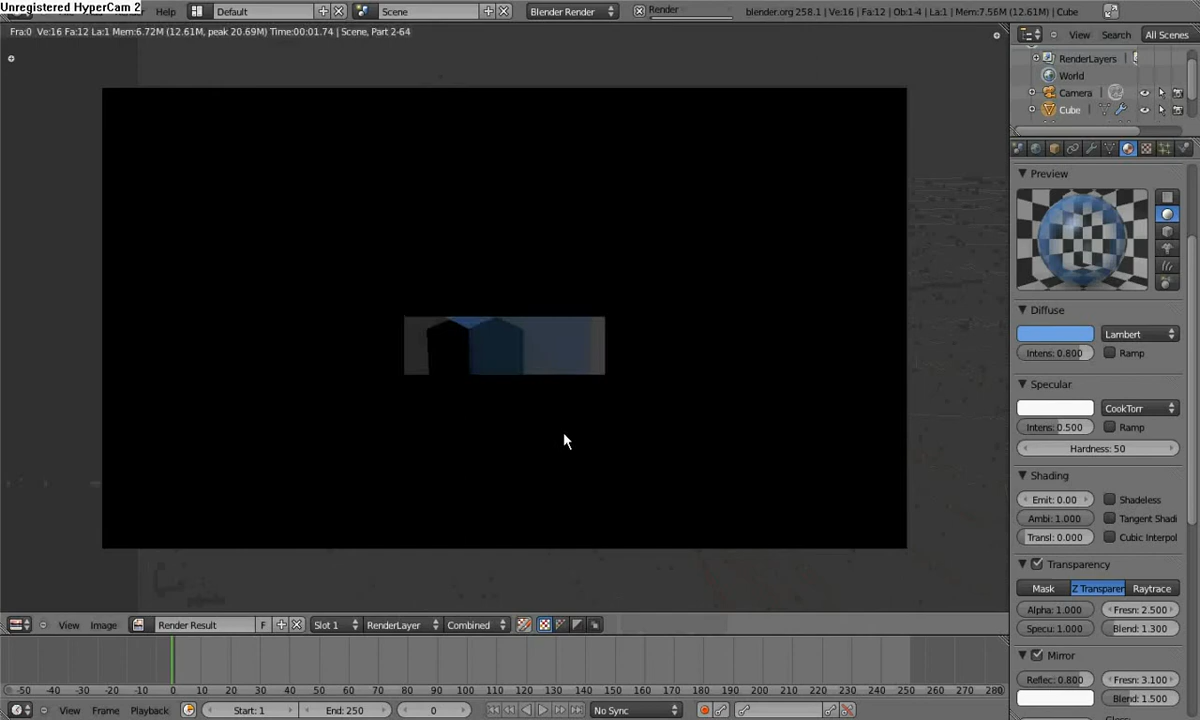 Unregistered HyperCam 2
Help
Default
Scene
Blender Render
Render
blender.org 258.1 | Ve:16 | Fa:12 | Ob:1-4 | La:1 | Mem:7.56M (12.61M) | Cube
Fra:0 Ve:16 Fa:12 La:1 Mem:6.72M (12.61M, peak 20.69M) Time:00:01.74 | Scene, Part 2-64
View
Search
All Scenes
RenderLayers
World
Camera
Cube
Preview
Diffuse
Lambert
Intens: 0.800
Ramp
Specular
CookTorr
Intens: 0.500
Ramp
Hardness: 50
Shading
Emit: 0.00
Shadeless
Ambi: 1.000
Tangent Shadi
Transl: 0.000
Cubic Interpol
Transparency
Mask
Z Transparer
Raytrace
Alpha: 1.000
Fresn: 2.500
Specu: 1.000
Blend: 1.300
Mirror
Reflec: 0.800
Fresn: 3.100
Blend: 1.500
View
Image
Render Result
F
Slot 1
RenderLayer
Combined
-50 -40 -30 -20 -10 0 10 20 30 40 50 60 70 80 90 100 110 120 130 140 150 160 170 180 190 200 210 220 230 240 250 260 270 280
View
Frame
Playback
Start: 1
End: 250
0
No Sync